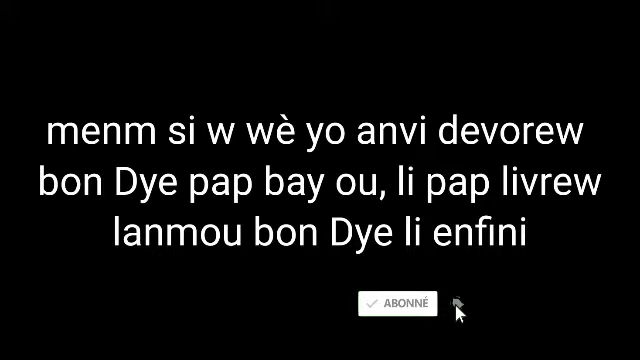 menm si w wè yo anvi devorew
bon Dye pap bay ou, li pap livrew
lanmou bon Dye li enfini
ABONNÉ